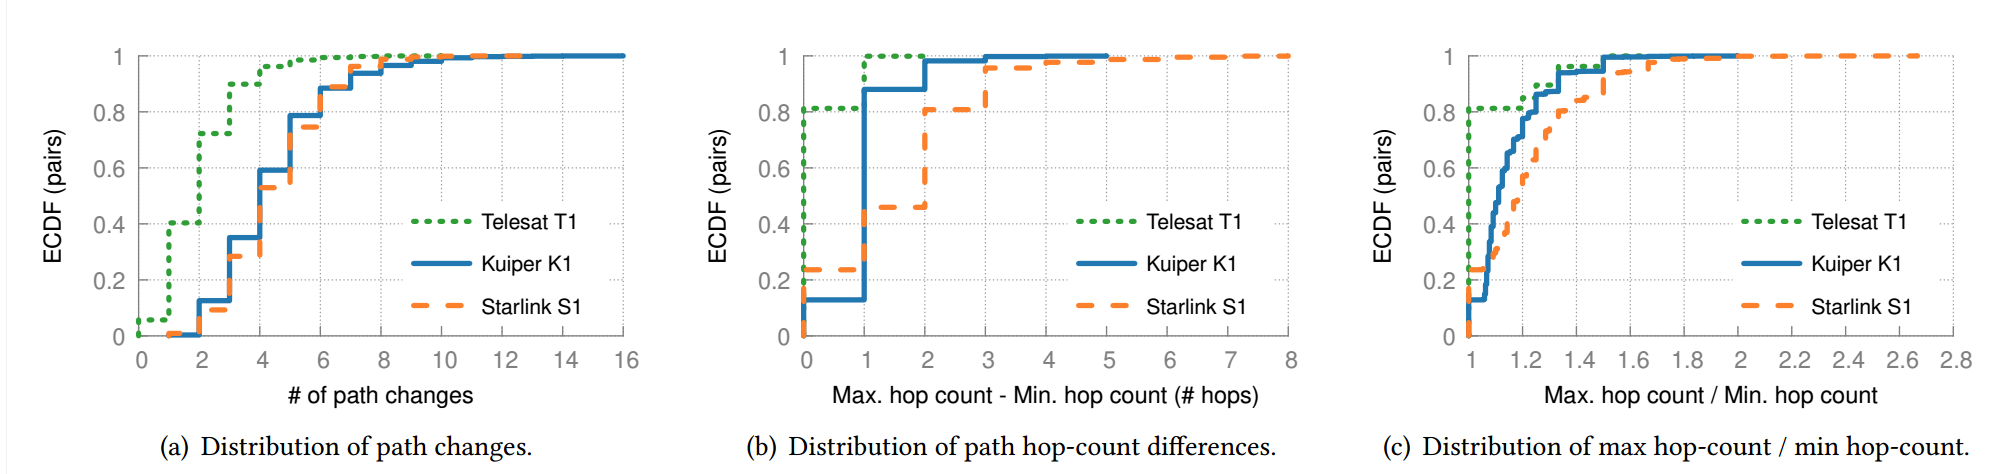 1
0.8
0.6
0.4
0.2
0
ECDF (pairs)
Telesat T1
Kuiper K1
Starlink S1
0 2 4 6 8 10 12 14 16
# of path changes
(a) Distribution of path changes.
1
0.8
0.6
0.4
0.2
0
ECDF (pairs)
Telesat T1
Kuiper K1
Starlink S1
0 1 2 3 4 5 6 7 8
Max. hop count - Min. hop count (# hops)
(b) Distribution of path hop-count differences.
1
0.8
0.6
0.4
0.2
0
ECDF (pairs)
Telesat T1
Kuiper K1
Starlink S1
1 1.2 1.4 1.6 1.8 2 2.2 2.4 2.6 2.8
Max. hop count / Min. hop count
(c) Distribution of max hop-count / min hop-count.